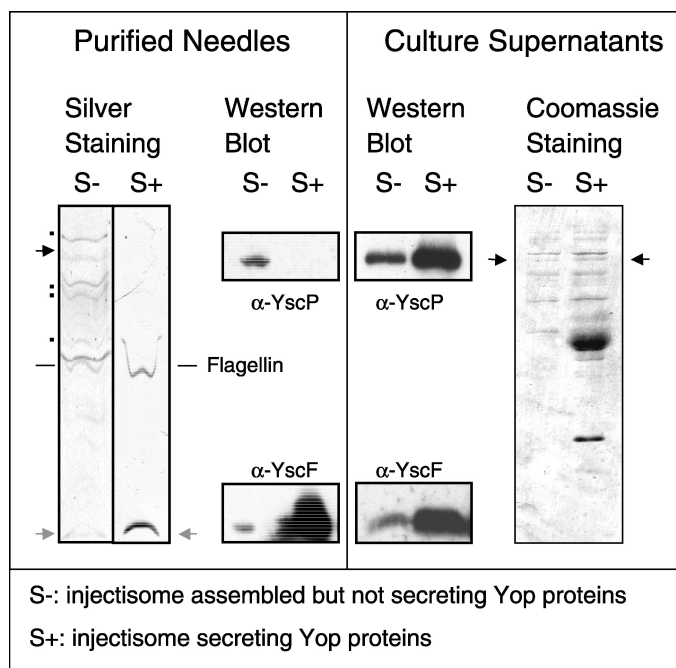 Purified Needles
Culture Supernatants
Silver
Staining
Western
Blot
Western
Blot
Coomassie
Staining
S- S+
S- S+
S- S+
S- S+
α-YscP
α-YscP
Flagellin
α-YscF
α-YscF
S-: injectisome assembled but not secreting Yop proteins
S+: injectisome secreting Yop proteins